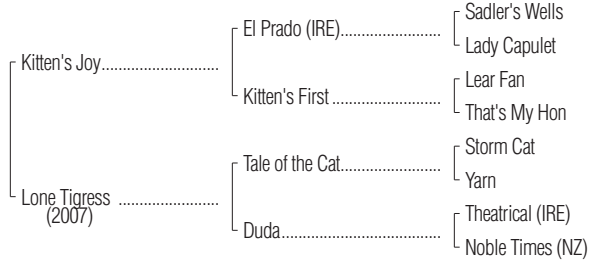 Sadler's Wells
El Prado (IRE)........................
Lady Capulet
Kitten's Joy............................
Lear Fan
Kitten's First ..........................
That's My Hon
Storm Cat
Tale of the Cat........................
Yarn
Lone Tigress ........................
(2007)
Theatrical (IRE)
Duda......................................
Noble Times (NZ)